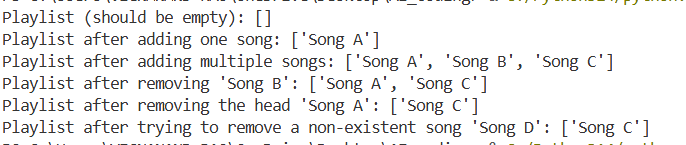 Playlist (should be empty): []
Playlist after adding one song: ['Song A']
Playlist after adding multiple songs: ['Song A', 'Song B', 'Song C']
Playlist after removing 'Song B': ['Song A', 'Song C']
Playlist after removing the head 'Song A': ['Song C']
Playlist after trying to remove a non-existent song 'Song D': ['Song C']